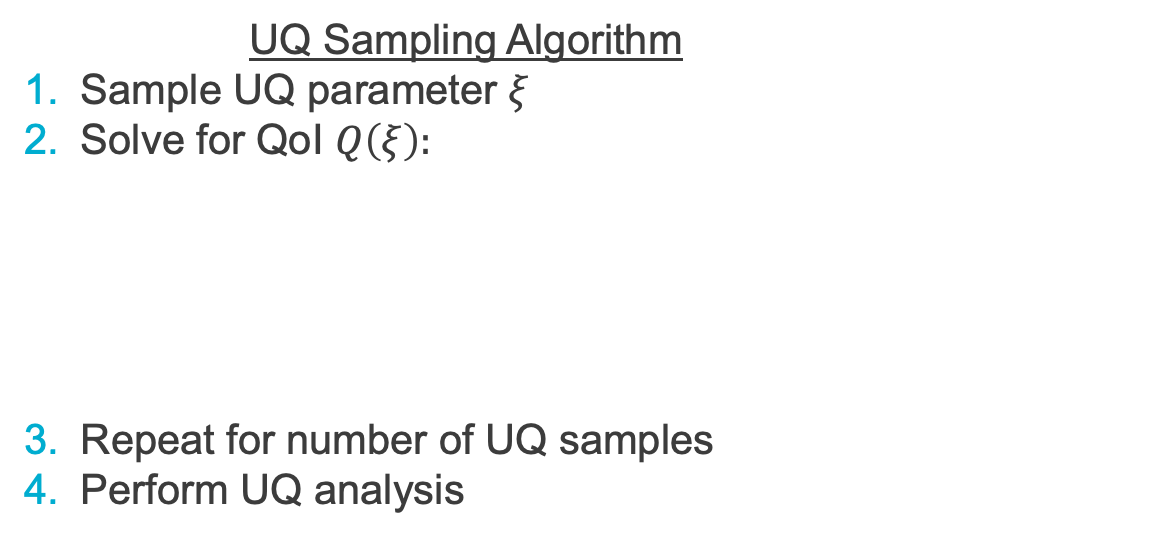 UQ Sampling Algorithm
1. Sample UQ parameter ξ
2. Solve for QoI Q(ξ):
3. Repeat for number of UQ samples
4. Perform UQ analysis